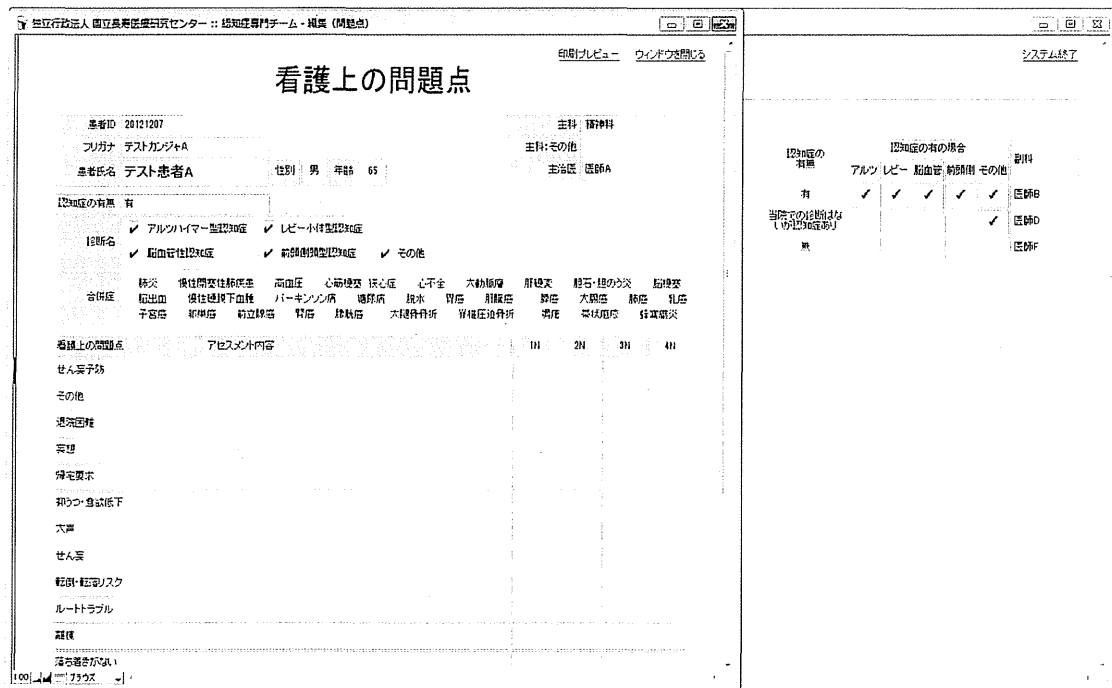 独立行政法人 国立長寿医療研究センター :: 認知症専門チーム - 編集（問題点）
印刷プレビュー ウィンドウを閉じる
システム終了
看護上の問題点
患者ID 20121207 主科 精神科
フリガナ テストカンジャA 主科:その他
患者氏名 テスト患者A 性別 男 年齢 65 主治医 医師A
認知症の有無 有
診断名 ✔ アルツハイマー型認知症 ✔ レビー小体型認知症
✔ 脳血管性認知症 ✔ 前頭側頭型認知症 ✔ その他
合併症
肺炎 慢性閉塞性肺疾患 高血圧 心筋梗塞 狭心症 心不全 大動脈瘤 肝硬変 胆石・胆のう炎 脳梗塞
脳出血 慢性硬膜下血腫 パーキンソン病 糖尿病 脱水 胃癌 肝臓癌 膵癌 大腸癌 肺癌 乳癌
子宮癌 卵巣癌 前立腺癌 腎癌 膀胱癌 大腿骨骨折 脊椎圧迫骨折 褥瘡 帯状疱疹 蜂窩織炎
看護上の問題点 アセスメント内容 1N 2N 3N 4N
せん妄予防
その他
退院困難
妄想
帰宅要求
抑うつ・食欲低下
大声
せん妄
転倒・転落リスク
ルートトラブル
離棟
落ち着きがない
100 ブラウズ
認知症の有無 認知症の有の場合 副科
アルツ レビー 脳血管 前頭側 その他
有 ✔ ✔ ✔ ✔ ✔ 医師B
当院での診断はな
いが認知症あり ✔ 医師D
無 医師F